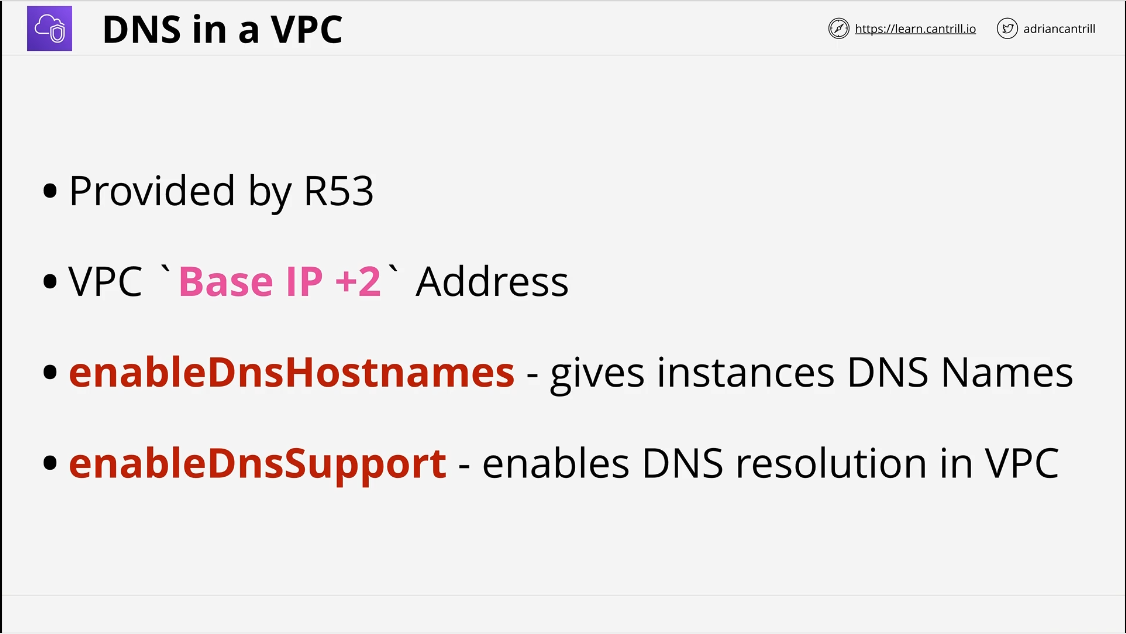 DNS in a VPC
https://learn.cantrill.io
adriancantrill
• Provided by R53
• VPC `Base IP +2` Address
• enableDnsHostnames - gives instances DNS Names
• enableDnsSupport - enables DNS resolution in VPC